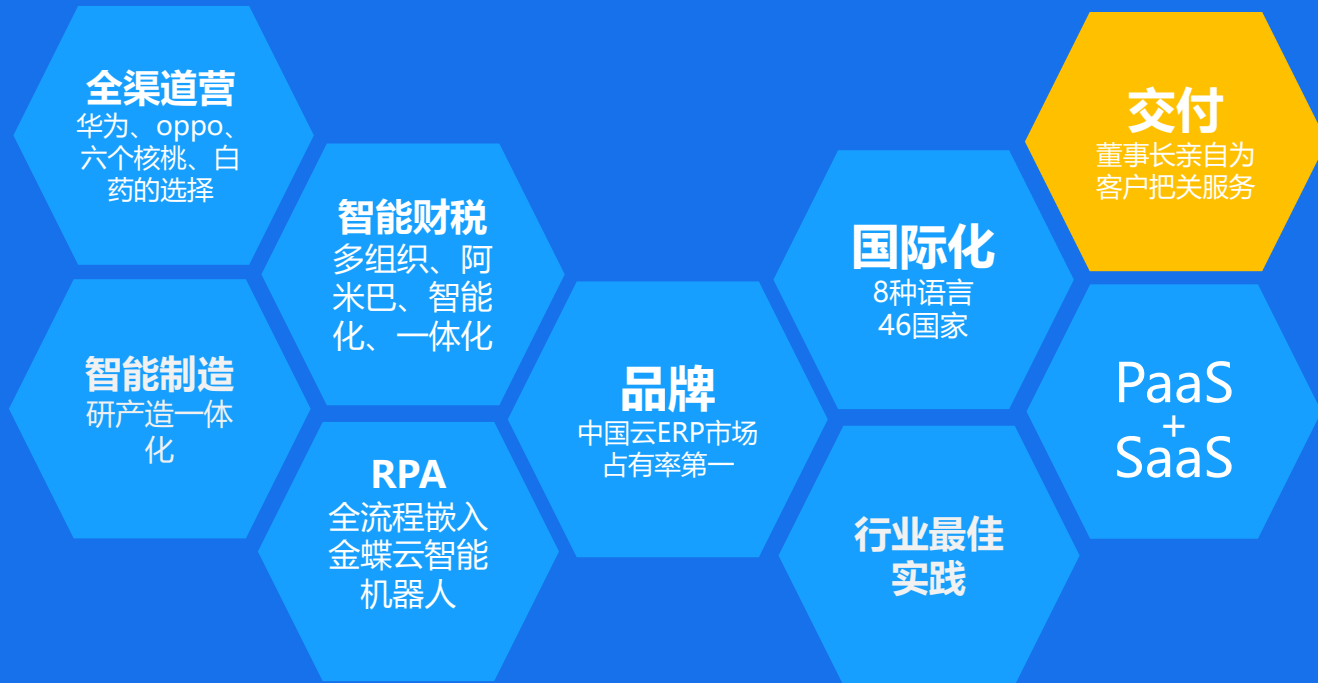 全渠道营
华为、oppo、
六个核桃、白
药的选择
智能制造
研产造一体
化
智能财税
多组织、阿
米巴、智能
化、一体化
RPA
全流程嵌入
金蝶云智能
机器人
品牌
中国云ERP市场
占有率第一
国际化
8种语言
46国家
行业最佳
实践
交付
董事长亲自为
客户把关服务
PaaS
+
SaaS